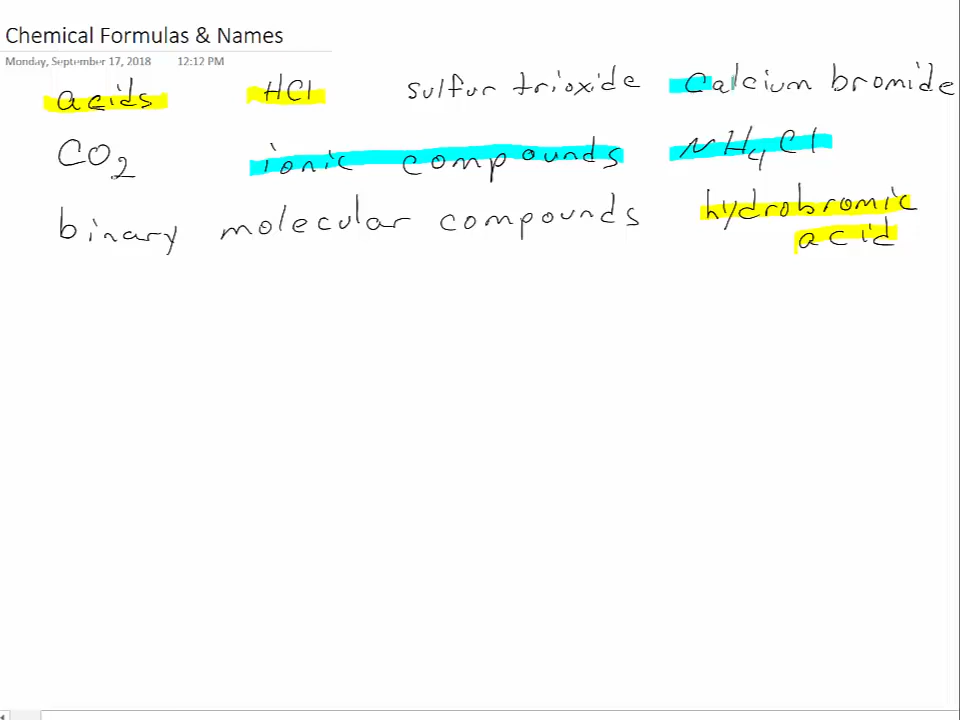 Chemical Formulas & Names
Monday, September 17, 2018 12:12 PM
acids HCl sulfur trioxide Calcium bromide
CO2 ionic compounds NH4Cl
binary molecular compounds hydrobromic
acid